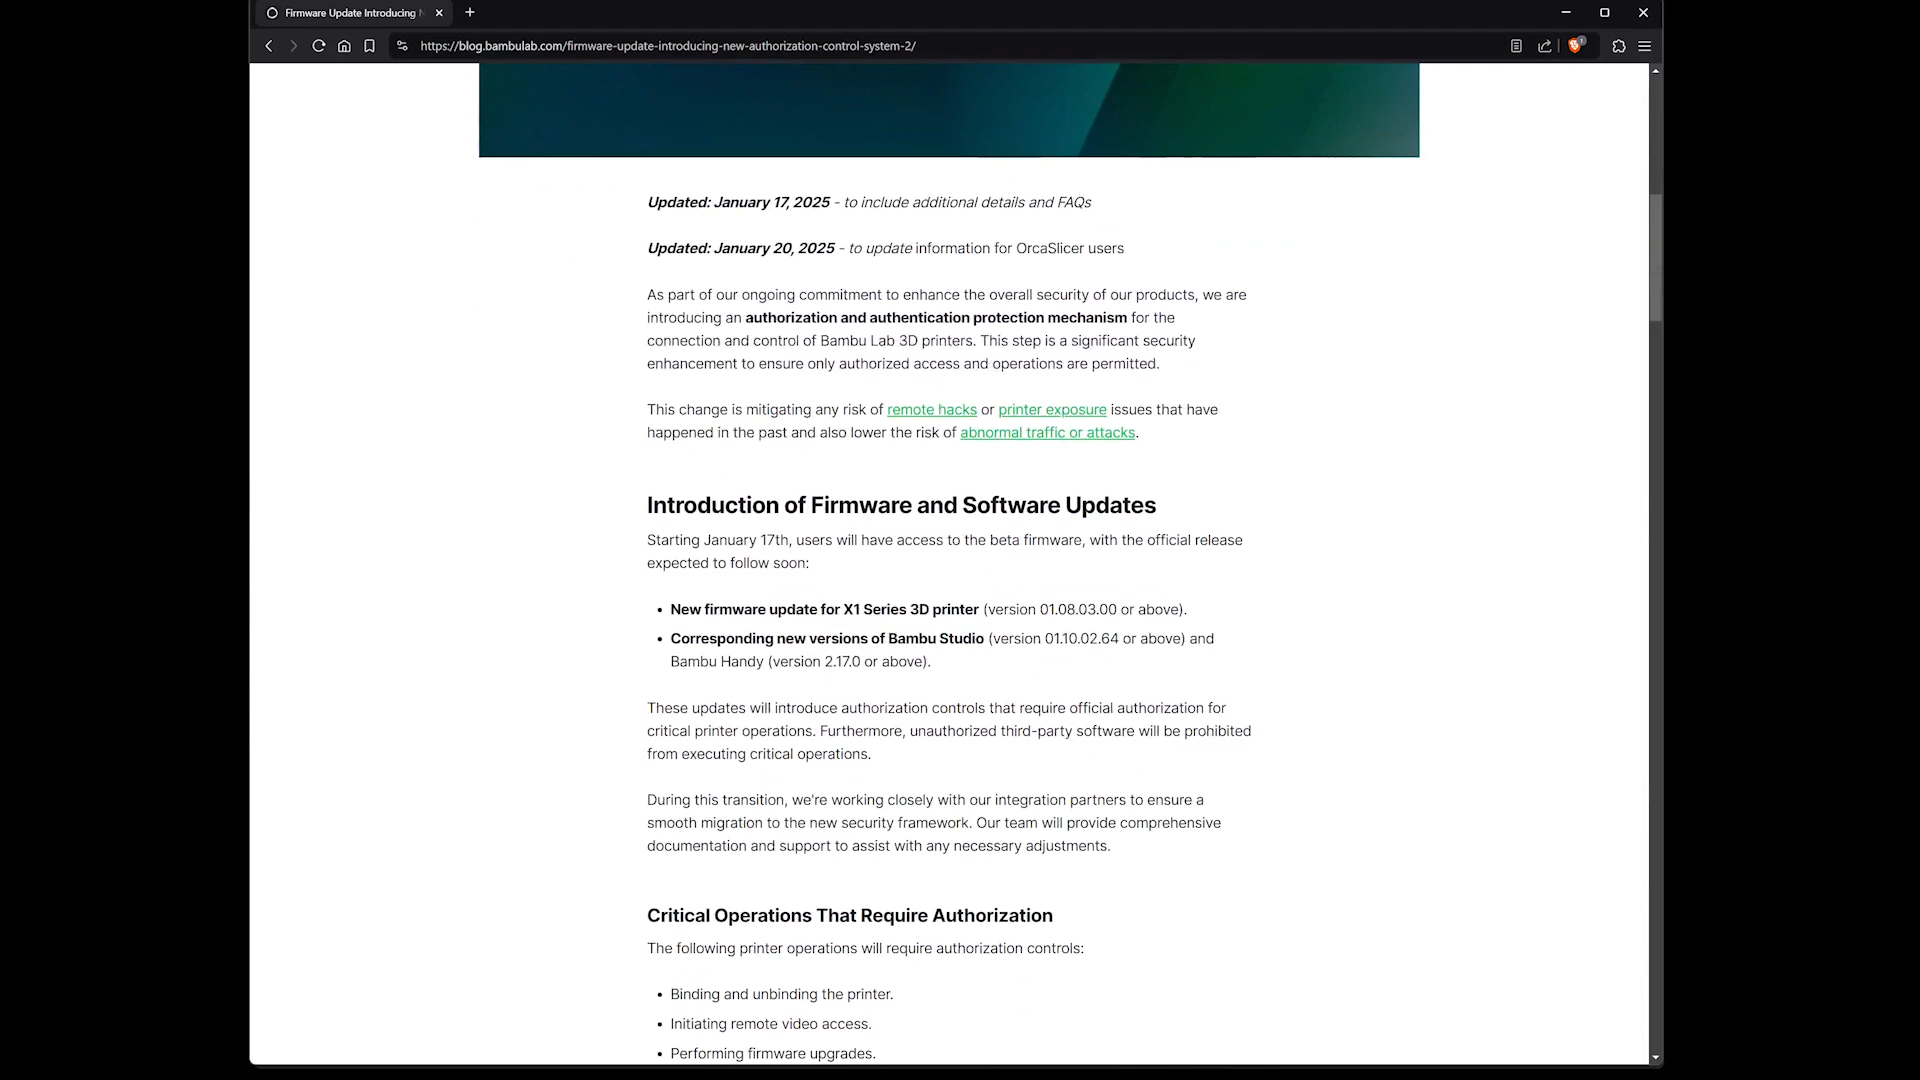 Firmware Update Introducing
https://blog.bambulab.com/firmware-update-introducing-new-authorization-control-system-2/
1
Updated: January 17, 2025 - to include additional details and FAQs
Updated: January 20, 2025 - to update information for OrcaSlicer users
As part of our ongoing commitment to enhance the overall security of our products, we are
introducing an authorization and authentication protection mechanism for the
connection and control of Bambu Lab 3D printers. This step is a significant security
enhancement to ensure only authorized access and operations are permitted.
This change is mitigating any risk of remote hacks or printer exposure issues that have
happened in the past and also lower the risk of abnormal traffic or attacks.
Introduction of Firmware and Software Updates
Starting January 17th, users will have access to the beta firmware, with the official release
expected to follow soon:
• New firmware update for X1 Series 3D printer (version 01.08.03.00 or above).
• Corresponding new versions of Bambu Studio (version 01.10.02.64 or above) and
Bambu Handy (version 2.17.0 or above).
These updates will introduce authorization controls that require official authorization for
critical printer operations. Furthermore, unauthorized third-party software will be prohibited
from executing critical operations.
During this transition, we're working closely with our integration partners to ensure a
smooth migration to the new security framework. Our team will provide comprehensive
documentation and support to assist with any necessary adjustments.
Critical Operations That Require Authorization
The following printer operations will require authorization controls:
• Binding and unbinding the printer.
• Initiating remote video access.
• Performing firmware upgrades.